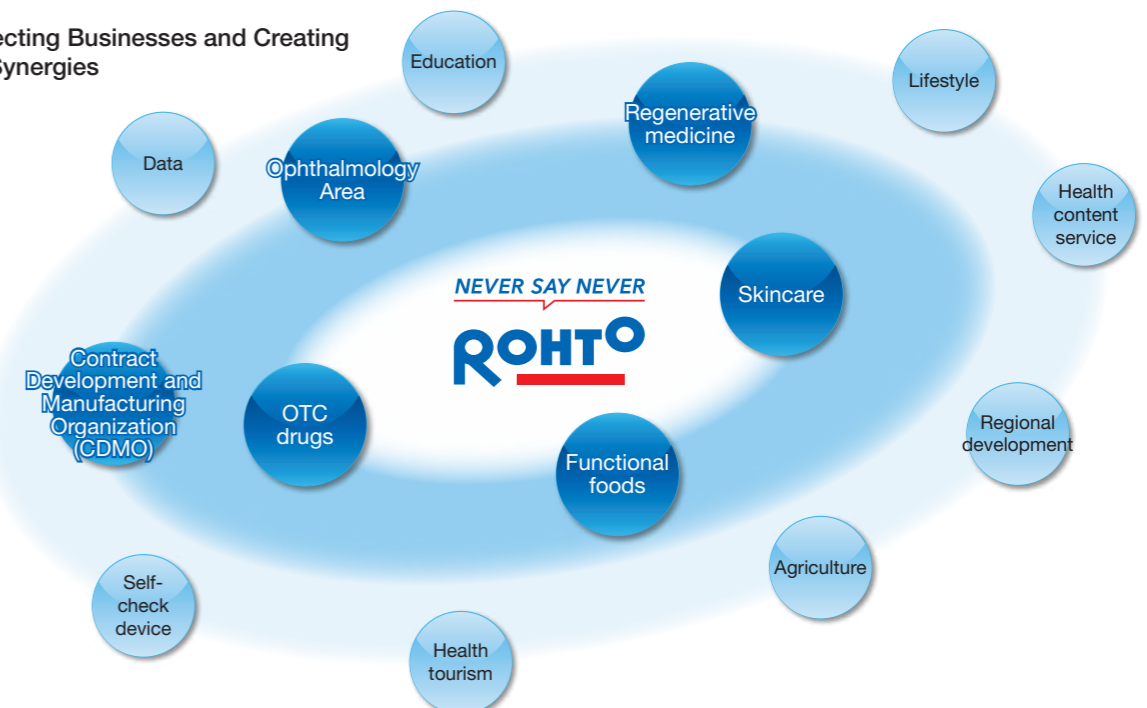 ecting Businesses and Creating
Synergies
Education
Lifestyle
Regenerative
medicine
Data
Ophthalmology
Area
Health
content
service
NEVER SAY NEVER
ROHTO
Skincare
Contract
Development and
Manufacturing
Organization
(CDMO)
OTC
drugs
Functional
foods
Regional
development
Agriculture
Self-
check
device
Health
tourism